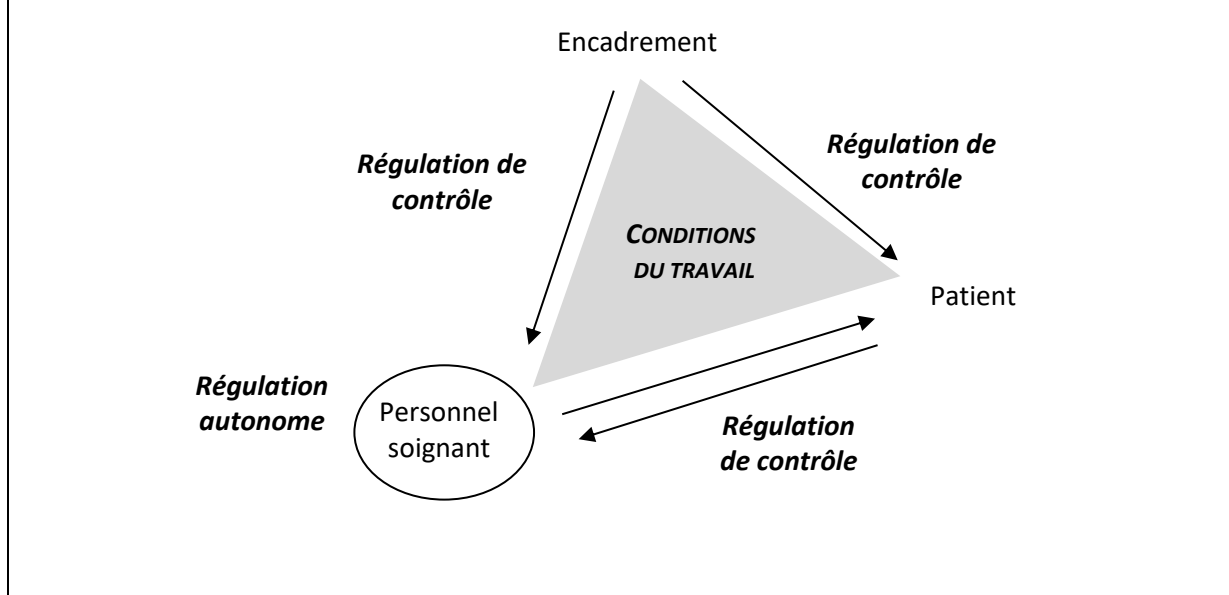 Encadrement
Régulation de
contrôle
Régulation de
contrôle
CONDITIONS
DU TRAVAIL
Patient
Régulation
autonome
Personnel
soignant
Régulation
de contrôle